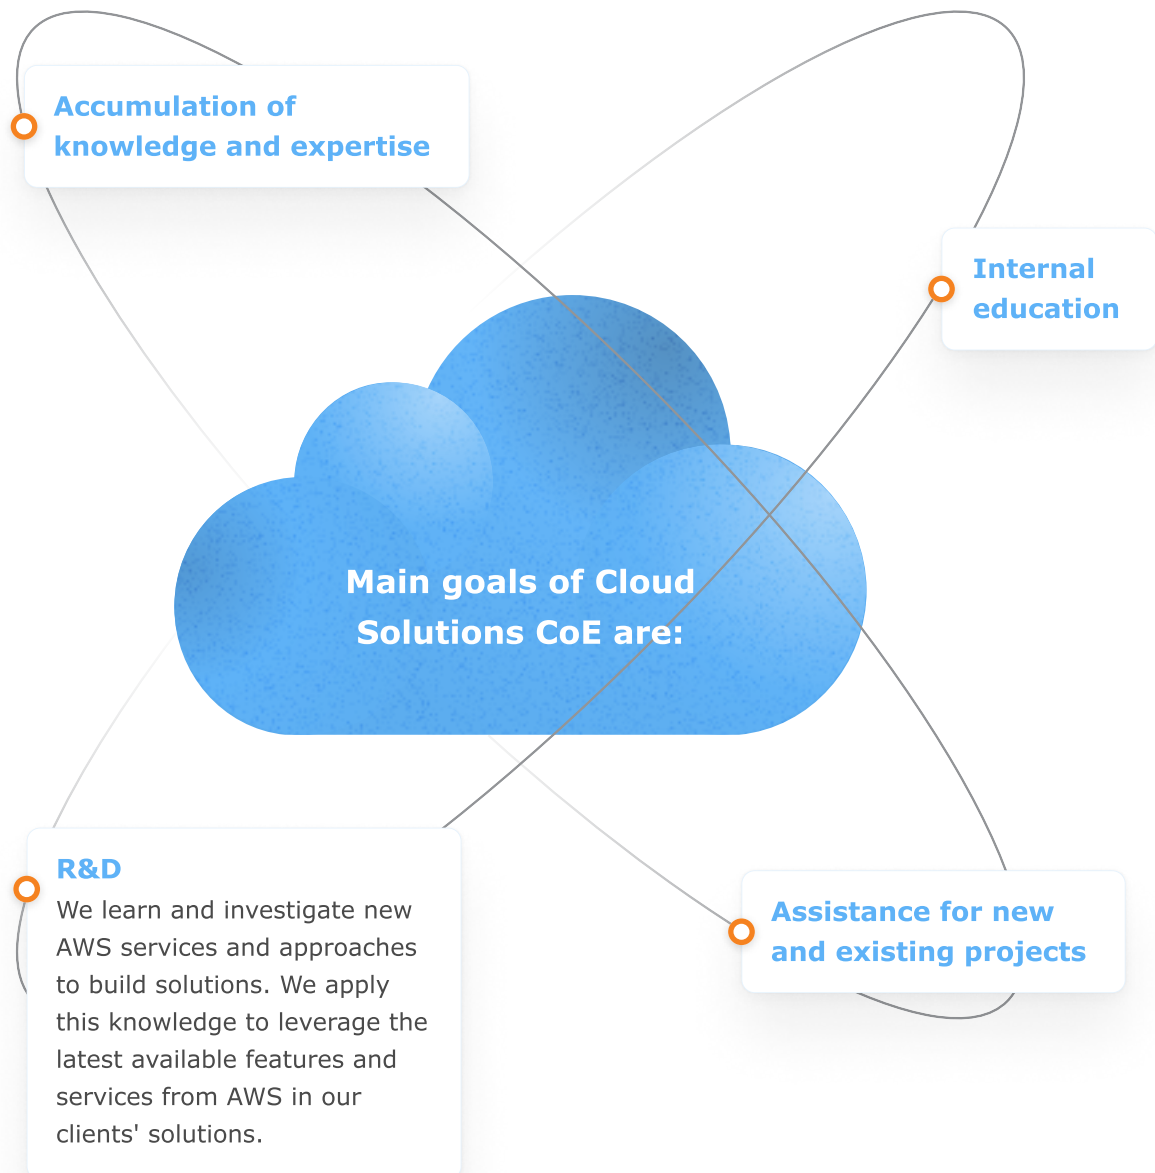 Accumulation of
knowledge and expertise
Internal
education
Main goals of Cloud
Solutions CoE are:
R&D
We learn and investigate new
AWS services and approaches
to build solutions. We apply
this knowledge to leverage the
latest available features and
services from AWS in our
clients' solutions.
Assistance for new
and existing projects